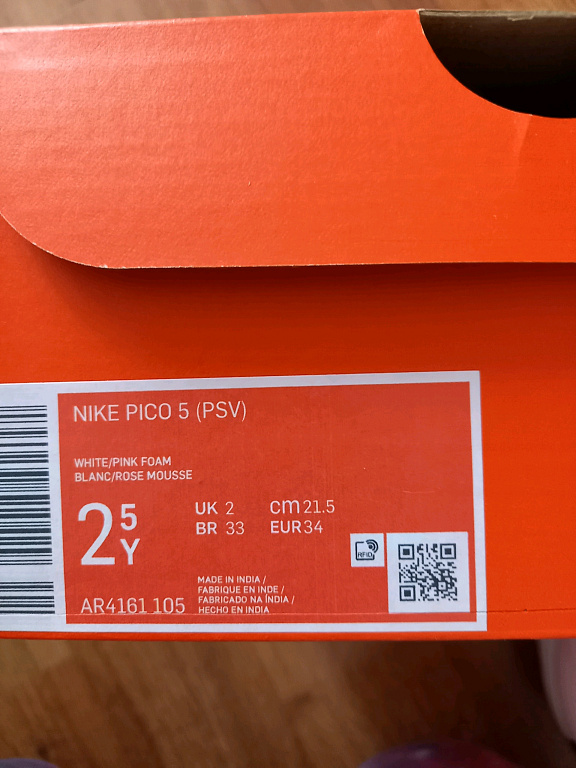 NIKE PICO 5 (PSV)
WHITE/PINK FOAM
BLANC/ROSE MOUSSE
2 5 Y
UK 2 cm 21.5
BR 33 EUR 34
RFID
AR4161 105
MADE IN INDIA /
FABRIQUE EN INDE /
FABRICADO NA ÍNDIA /
HECHO EN INDIA